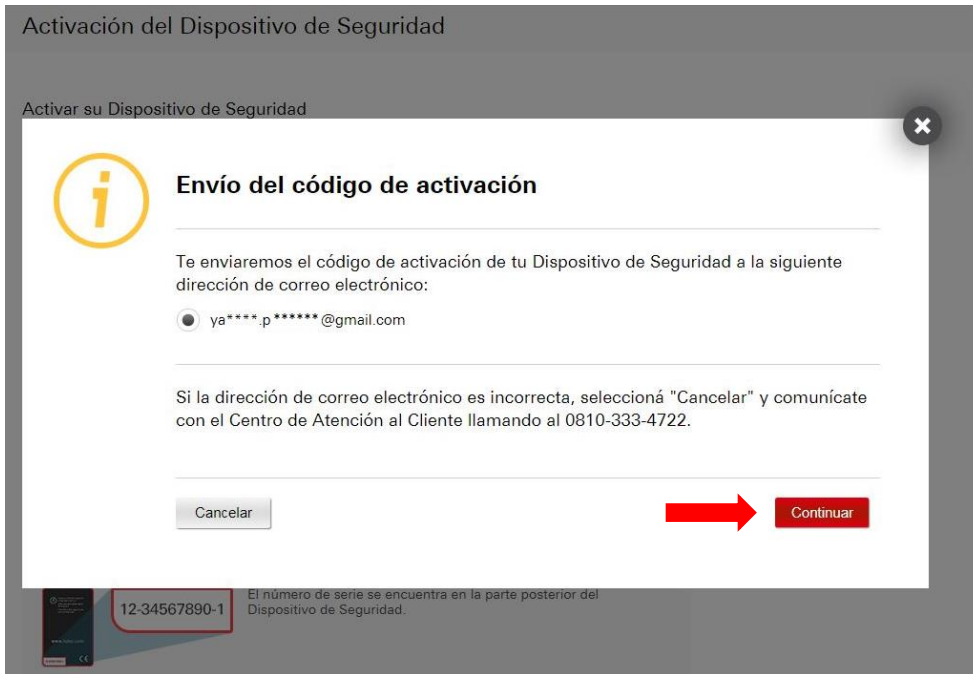 Activación del Dispositivo de Seguridad
Activar su Dispositivo de Seguridad
Envío del código de activación
Te enviaremos el código de activación de tu Dispositivo de Seguridad a la siguiente
dirección de correo electrónico:
ya****.p******@gmail.com
Si la dirección de correo electrónico es incorrecta, seleccioná "Cancelar" y comunícate
con el Centro de Atención al Cliente llamando al 0810-333-4722.
Cancelar
Continuar
12-34567890-1
El número de serie se encuentra en la parte posterior del
Dispositivo de Seguridad.